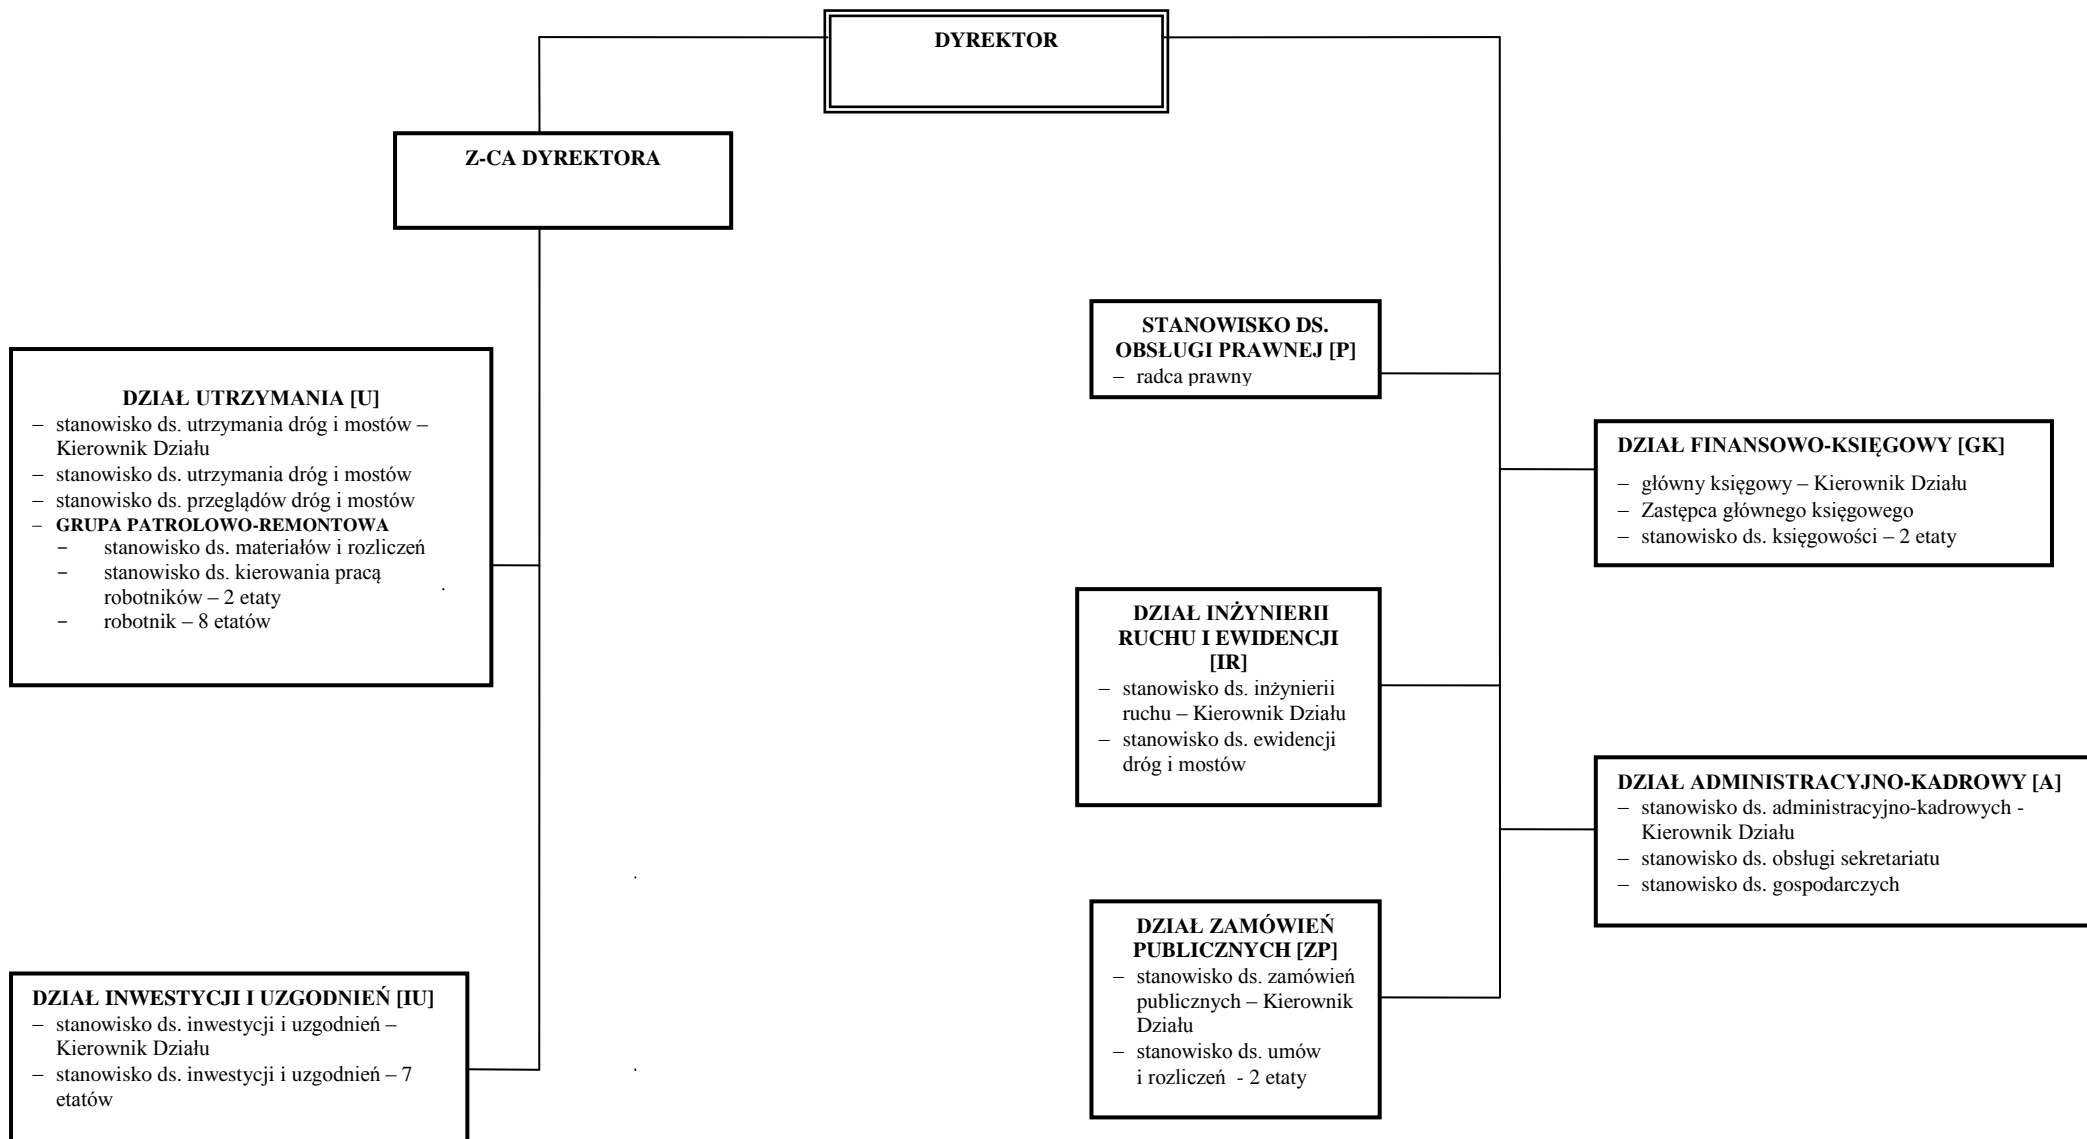 DYREKTOR
Z-CA DYREKTORA
DZIAŁ UTRZYMANIA [U]
– stanowisko ds. utrzymania dróg i mostów –
Kierownik Działu
– stanowisko ds. utrzymania dróg i mostów
– stanowisko ds. przeglądów dróg i mostów
– GRUPA PATROLOWO-REMONTOWA
– stanowisko ds. materiałów i rozliczeń
– stanowisko ds. kierowania pracą
robotników – 2 etaty
– robotnik – 8 etatów
DZIAŁ INWESTYCJI I UZGODNIEŃ [IU]
– stanowisko ds. inwestycji i uzgodnień –
Kierownik Działu
– stanowisko ds. inwestycji i uzgodnień – 7
etatów
STANOWISKO DS.
OBSŁUGI PRAWNEJ [P]
– radca prawny
DZIAŁ INŻYNIERII
RUCHU I EWIDENCJI
[IR]
– stanowisko ds. inżynierii
ruchu – Kierownik Działu
– stanowisko ds. ewidencji
dróg i mostów
DZIAŁ ZAMÓWIEŃ
PUBLICZNYCH [ZP]
– stanowisko ds. zamówień
publicznych – Kierownik
Działu
– stanowisko ds. umów
i rozliczeń - 2 etaty
DZIAŁ FINANSOWO-KSIĘGOWY [GK]
– główny księgowy – Kierownik Działu
– Zastępca głównego księgowego
– stanowisko ds. księgowości – 2 etaty
DZIAŁ ADMINISTRACYJNO-KADROWY [A]
– stanowisko ds. administracyjno-kadrowych -
Kierownik Działu
– stanowisko ds. obsługi sekretariatu
– stanowisko ds. gospodarczych